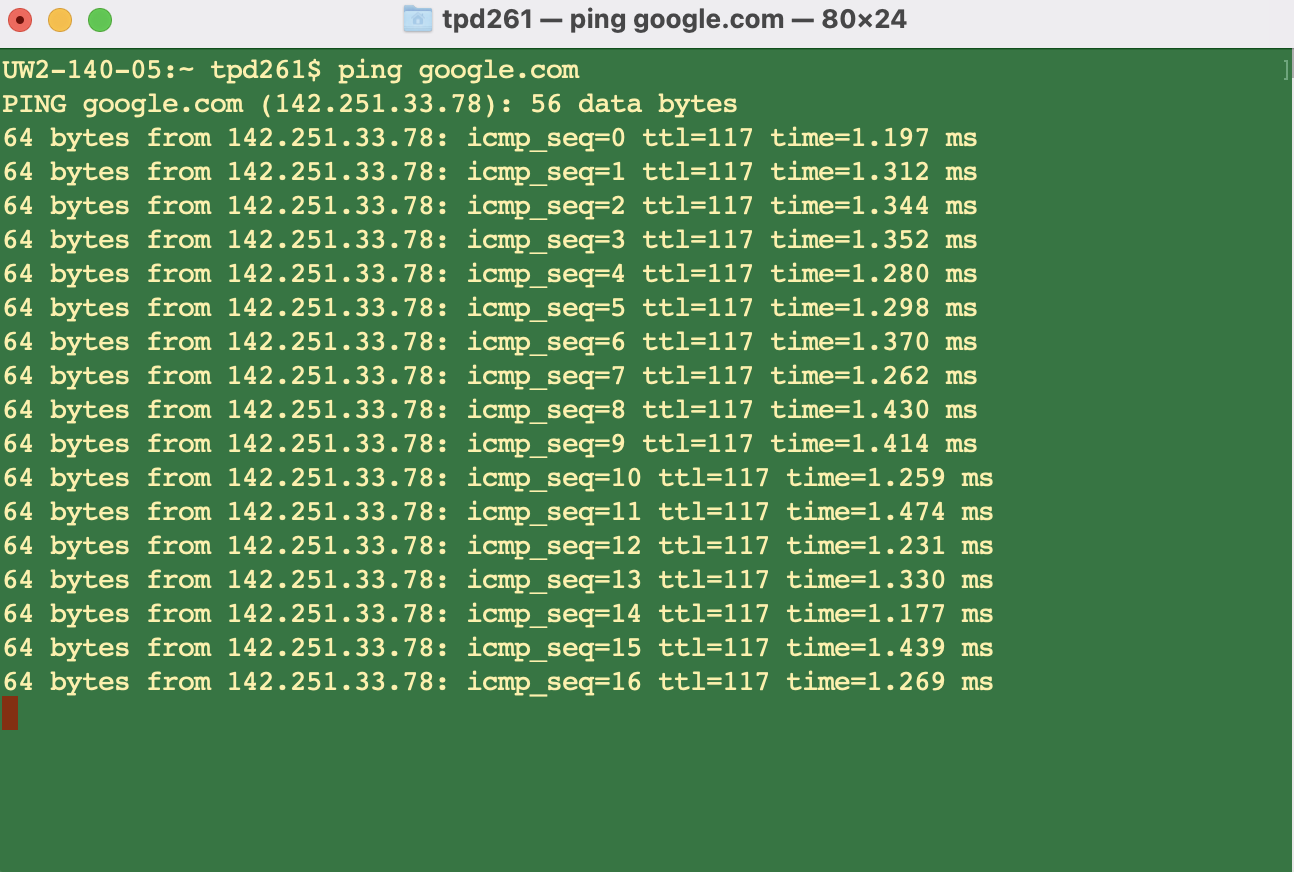 tpd261 — ping google.com — 80×24
UW2-140-05:~ tpd261$ ping google.com ]
PING google.com (142.251.33.78): 56 data bytes
64 bytes from 142.251.33.78: icmp_seq=0 ttl=117 time=1.197 ms
64 bytes from 142.251.33.78: icmp_seq=1 ttl=117 time=1.312 ms
64 bytes from 142.251.33.78: icmp_seq=2 ttl=117 time=1.344 ms
64 bytes from 142.251.33.78: icmp_seq=3 ttl=117 time=1.352 ms
64 bytes from 142.251.33.78: icmp_seq=4 ttl=117 time=1.280 ms
64 bytes from 142.251.33.78: icmp_seq=5 ttl=117 time=1.298 ms
64 bytes from 142.251.33.78: icmp_seq=6 ttl=117 time=1.370 ms
64 bytes from 142.251.33.78: icmp_seq=7 ttl=117 time=1.262 ms
64 bytes from 142.251.33.78: icmp_seq=8 ttl=117 time=1.430 ms
64 bytes from 142.251.33.78: icmp_seq=9 ttl=117 time=1.414 ms
64 bytes from 142.251.33.78: icmp_seq=10 ttl=117 time=1.259 ms
64 bytes from 142.251.33.78: icmp_seq=11 ttl=117 time=1.474 ms
64 bytes from 142.251.33.78: icmp_seq=12 ttl=117 time=1.231 ms
64 bytes from 142.251.33.78: icmp_seq=13 ttl=117 time=1.330 ms
64 bytes from 142.251.33.78: icmp_seq=14 ttl=117 time=1.177 ms
64 bytes from 142.251.33.78: icmp_seq=15 ttl=117 time=1.439 ms
64 bytes from 142.251.33.78: icmp_seq=16 ttl=117 time=1.269 ms